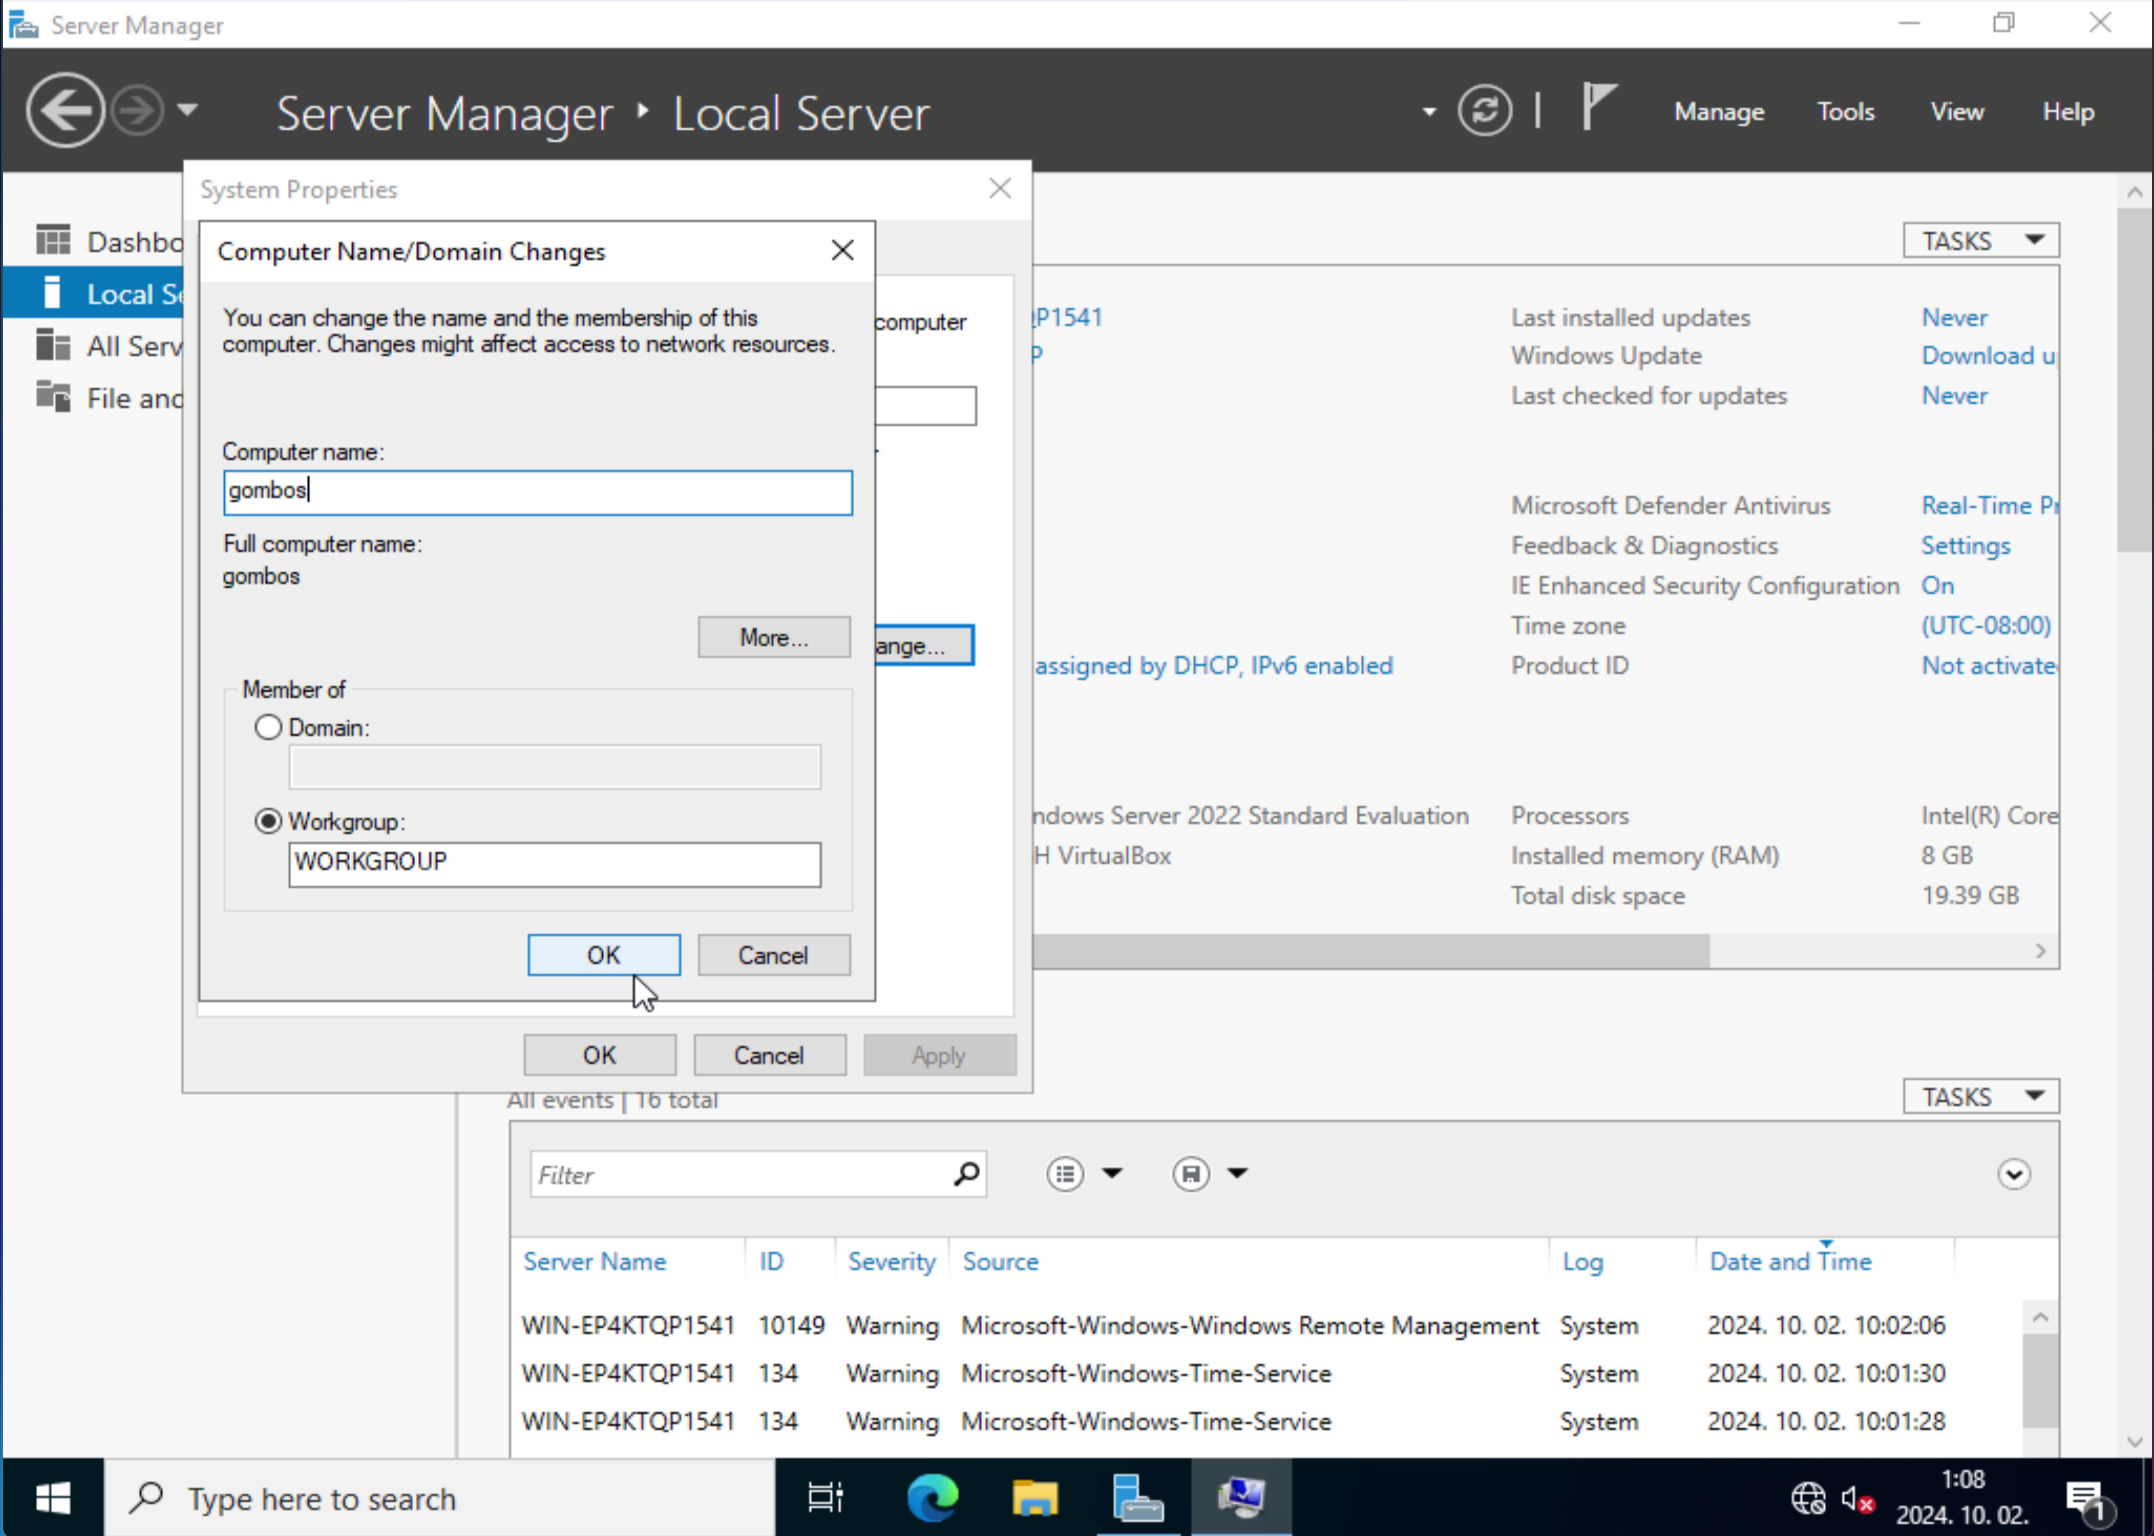 Server Manager
Server Manager ‣ Local Server
Manage Tools View Help
System Properties
TASKS
Computer Name/Domain Changes
You can change the name and the membership of this
computer. Changes might affect access to network resources.
computer
Computer name:
gombos
Full computer name:
gombos
More...
ange...
Member of
Domain:
Workgroup:
WORKGROUP
OK Cancel
OK Cancel Apply
Dashbo
Local Se
All Serv
File and
P1541
Last installed updates Never
Windows Update Download u
Last checked for updates Never
Microsoft Defender Antivirus Real-Time Pr
Feedback & Diagnostics Settings
IE Enhanced Security Configuration On
Time zone (UTC-08:00)
assigned by DHCP, IPv6 enabled Product ID Not activate
ndows Server 2022 Standard Evaluation Processors Intel(R) Core
H VirtualBox Installed memory (RAM) 8 GB
Total disk space 19.39 GB
All events | 16 total
TASKS
Filter
Server Name ID Severity Source Log Date and Time
WIN-EP4KTQP1541 10149 Warning Microsoft-Windows-Windows Remote Management System 2024. 10. 02. 10:02:06
WIN-EP4KTQP1541 134 Warning Microsoft-Windows-Time-Service System 2024. 10. 02. 10:01:30
WIN-EP4KTQP1541 134 Warning Microsoft-Windows-Time-Service System 2024. 10. 02. 10:01:28
Type here to search
1:08
2024. 10. 02.
1